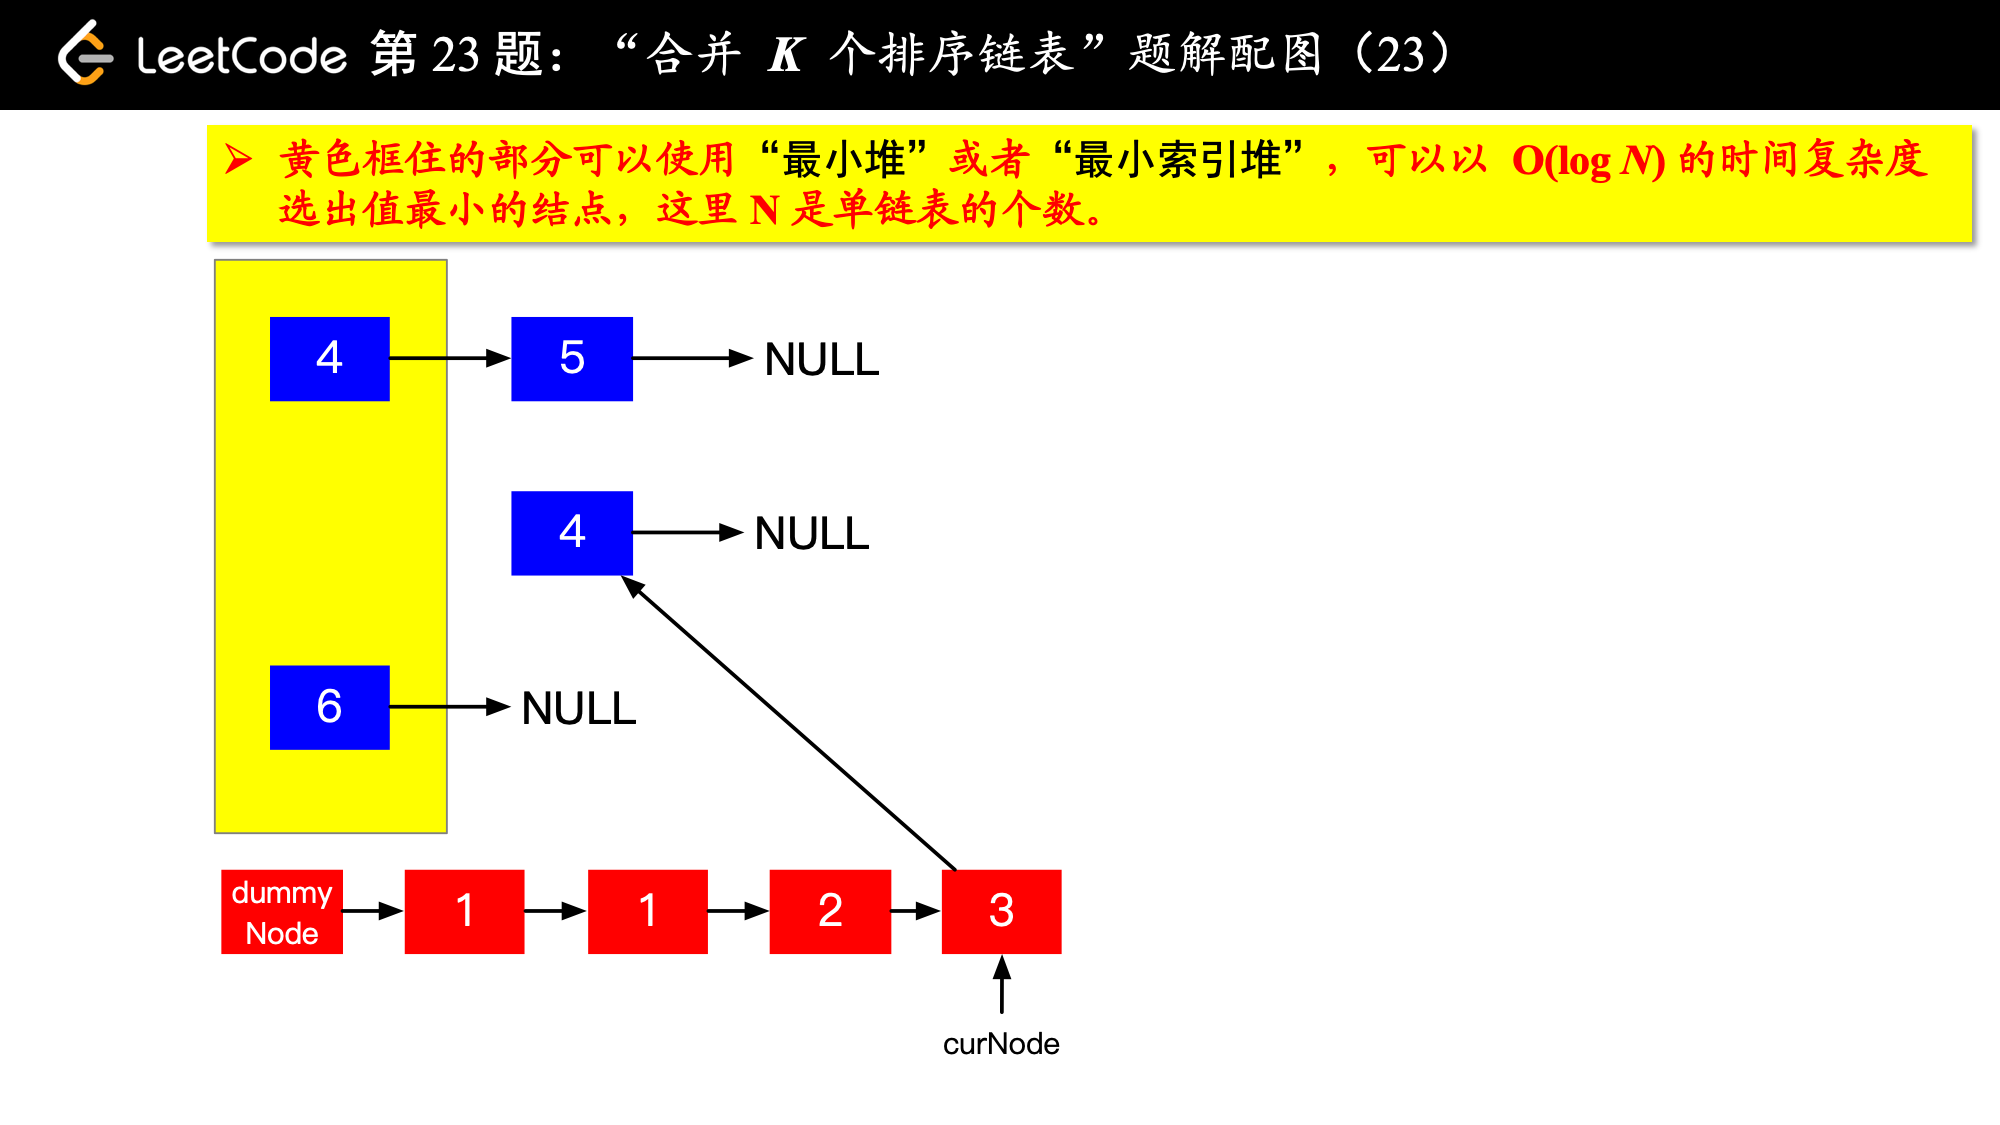 LeetCode 第 23 题：“合并 K 个排序链表”题解配图（23）
➢ 黄色框住的部分可以使用“最小堆”或者“最小索引堆”，可以以 O(log N) 的时间复杂度
选出值最小的结点，这里 N 是单链表的个数。
4 5 NULL
4 NULL
6 NULL
dummy
Node
1 1 2 3
curNode